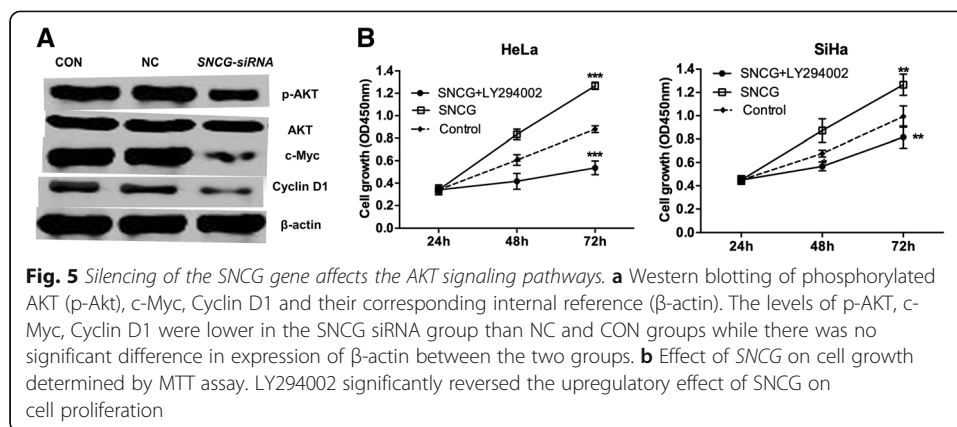 A
CON NC SNCG-siRNA
p-AKT
AKT
c-Myc
Cyclin D1
β-actin
B
HeLa
Cell growth (OD450nm)
1.4
1.2
1.0
0.8
0.6
0.4
0.2
0.0
SNCG+LY294002
SNCG
Control
***
***
24h 48h 72h
SiHa
Cell growth (OD450nm)
1.4
1.2
1.0
0.8
0.6
0.4
0.2
0.0
SNCG+LY294002
SNCG
Control
**
**
24h 48h 72h
Fig. 5 Silencing of the SNCG gene affects the AKT signaling pathways. a Western blotting of phosphorylated
AKT (p-Akt), c-Myc, Cyclin D1 and their corresponding internal reference (β-actin). The levels of p-AKT, c-
Myc, Cyclin D1 were lower in the SNCG siRNA group than NC and CON groups while there was no
significant difference in expression of β-actin between the two groups. b Effect of SNCG on cell growth
determined by MTT assay. LY294002 significantly reversed the upregulatory effect of SNCG on
cell proliferation